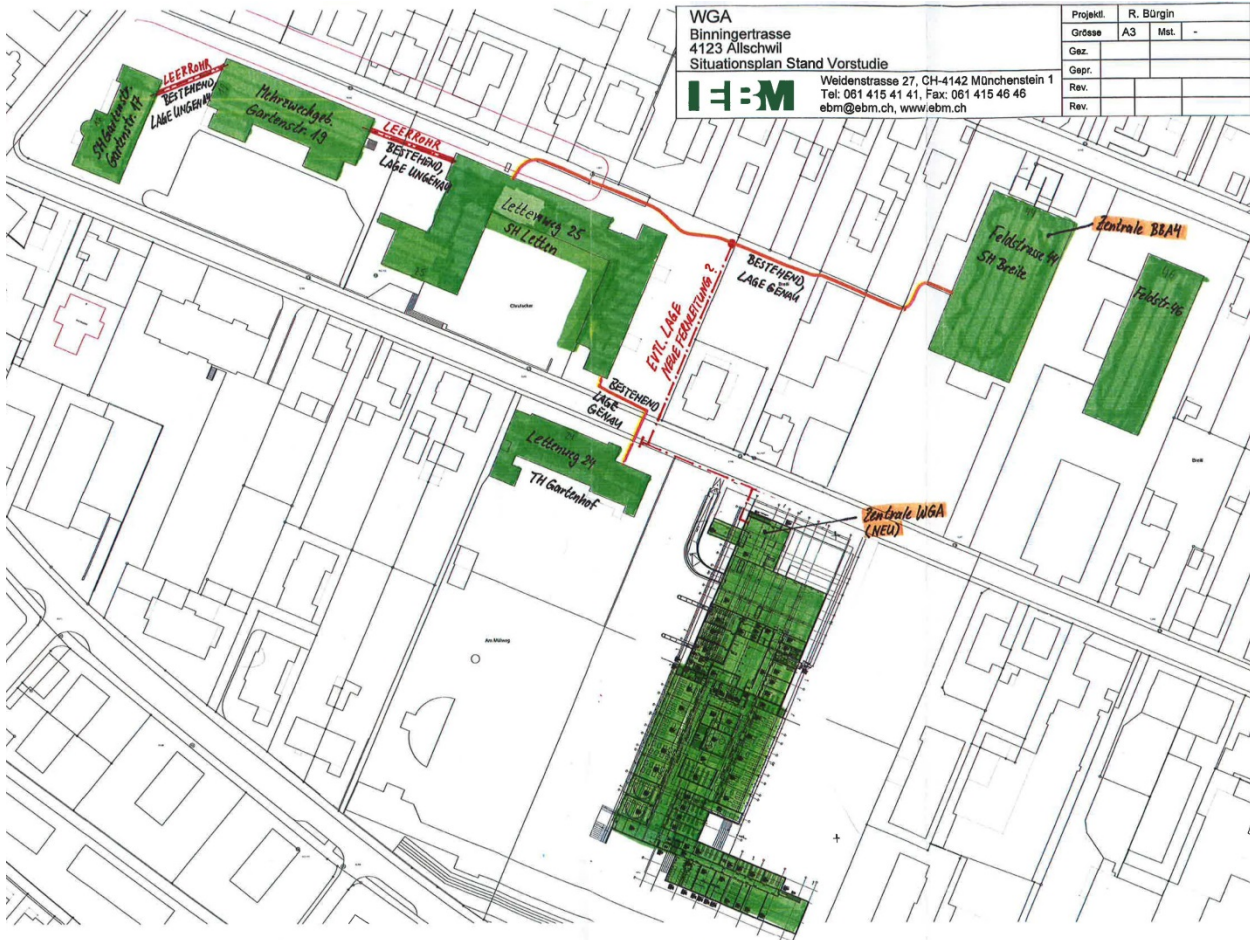 WGA
Binningertrasse
4123 Allschwil
Situationsplan Stand Vorstudie
EBM
Weidenstrasse 27, CH-4142 Münchenstein 1
Tel: 061 415 41 41, Fax: 061 415 46 46
ebm@ebm.ch, www.ebm.ch
Projektl. R. Bürgin
Grösse A3 Mst. -
Gez.
Gepr.
Rev.
Rev.
LEERROHR
BESTEHEND,
LAGE UNGENAU
SH Gartenstr.
Gartenstr. 17
Mehrzweckgeb.
Gartenstr. 19
LEERROHR
BESTEHEND,
LAGE UNGENAU
Lettenweg 25
SH Letten
BESTEHEND,
LAGE GENAU
EVTL. LAGE
NEUE FERNLEITUNG?
Feldstrasse 44
SH Breite
Zentrale BBA4
46
Feldstr. 46
BESTEHEND
LAGE
GENAU
Lettenweg 24
TH Gartenhof
Zentrale WGA
(NEU)